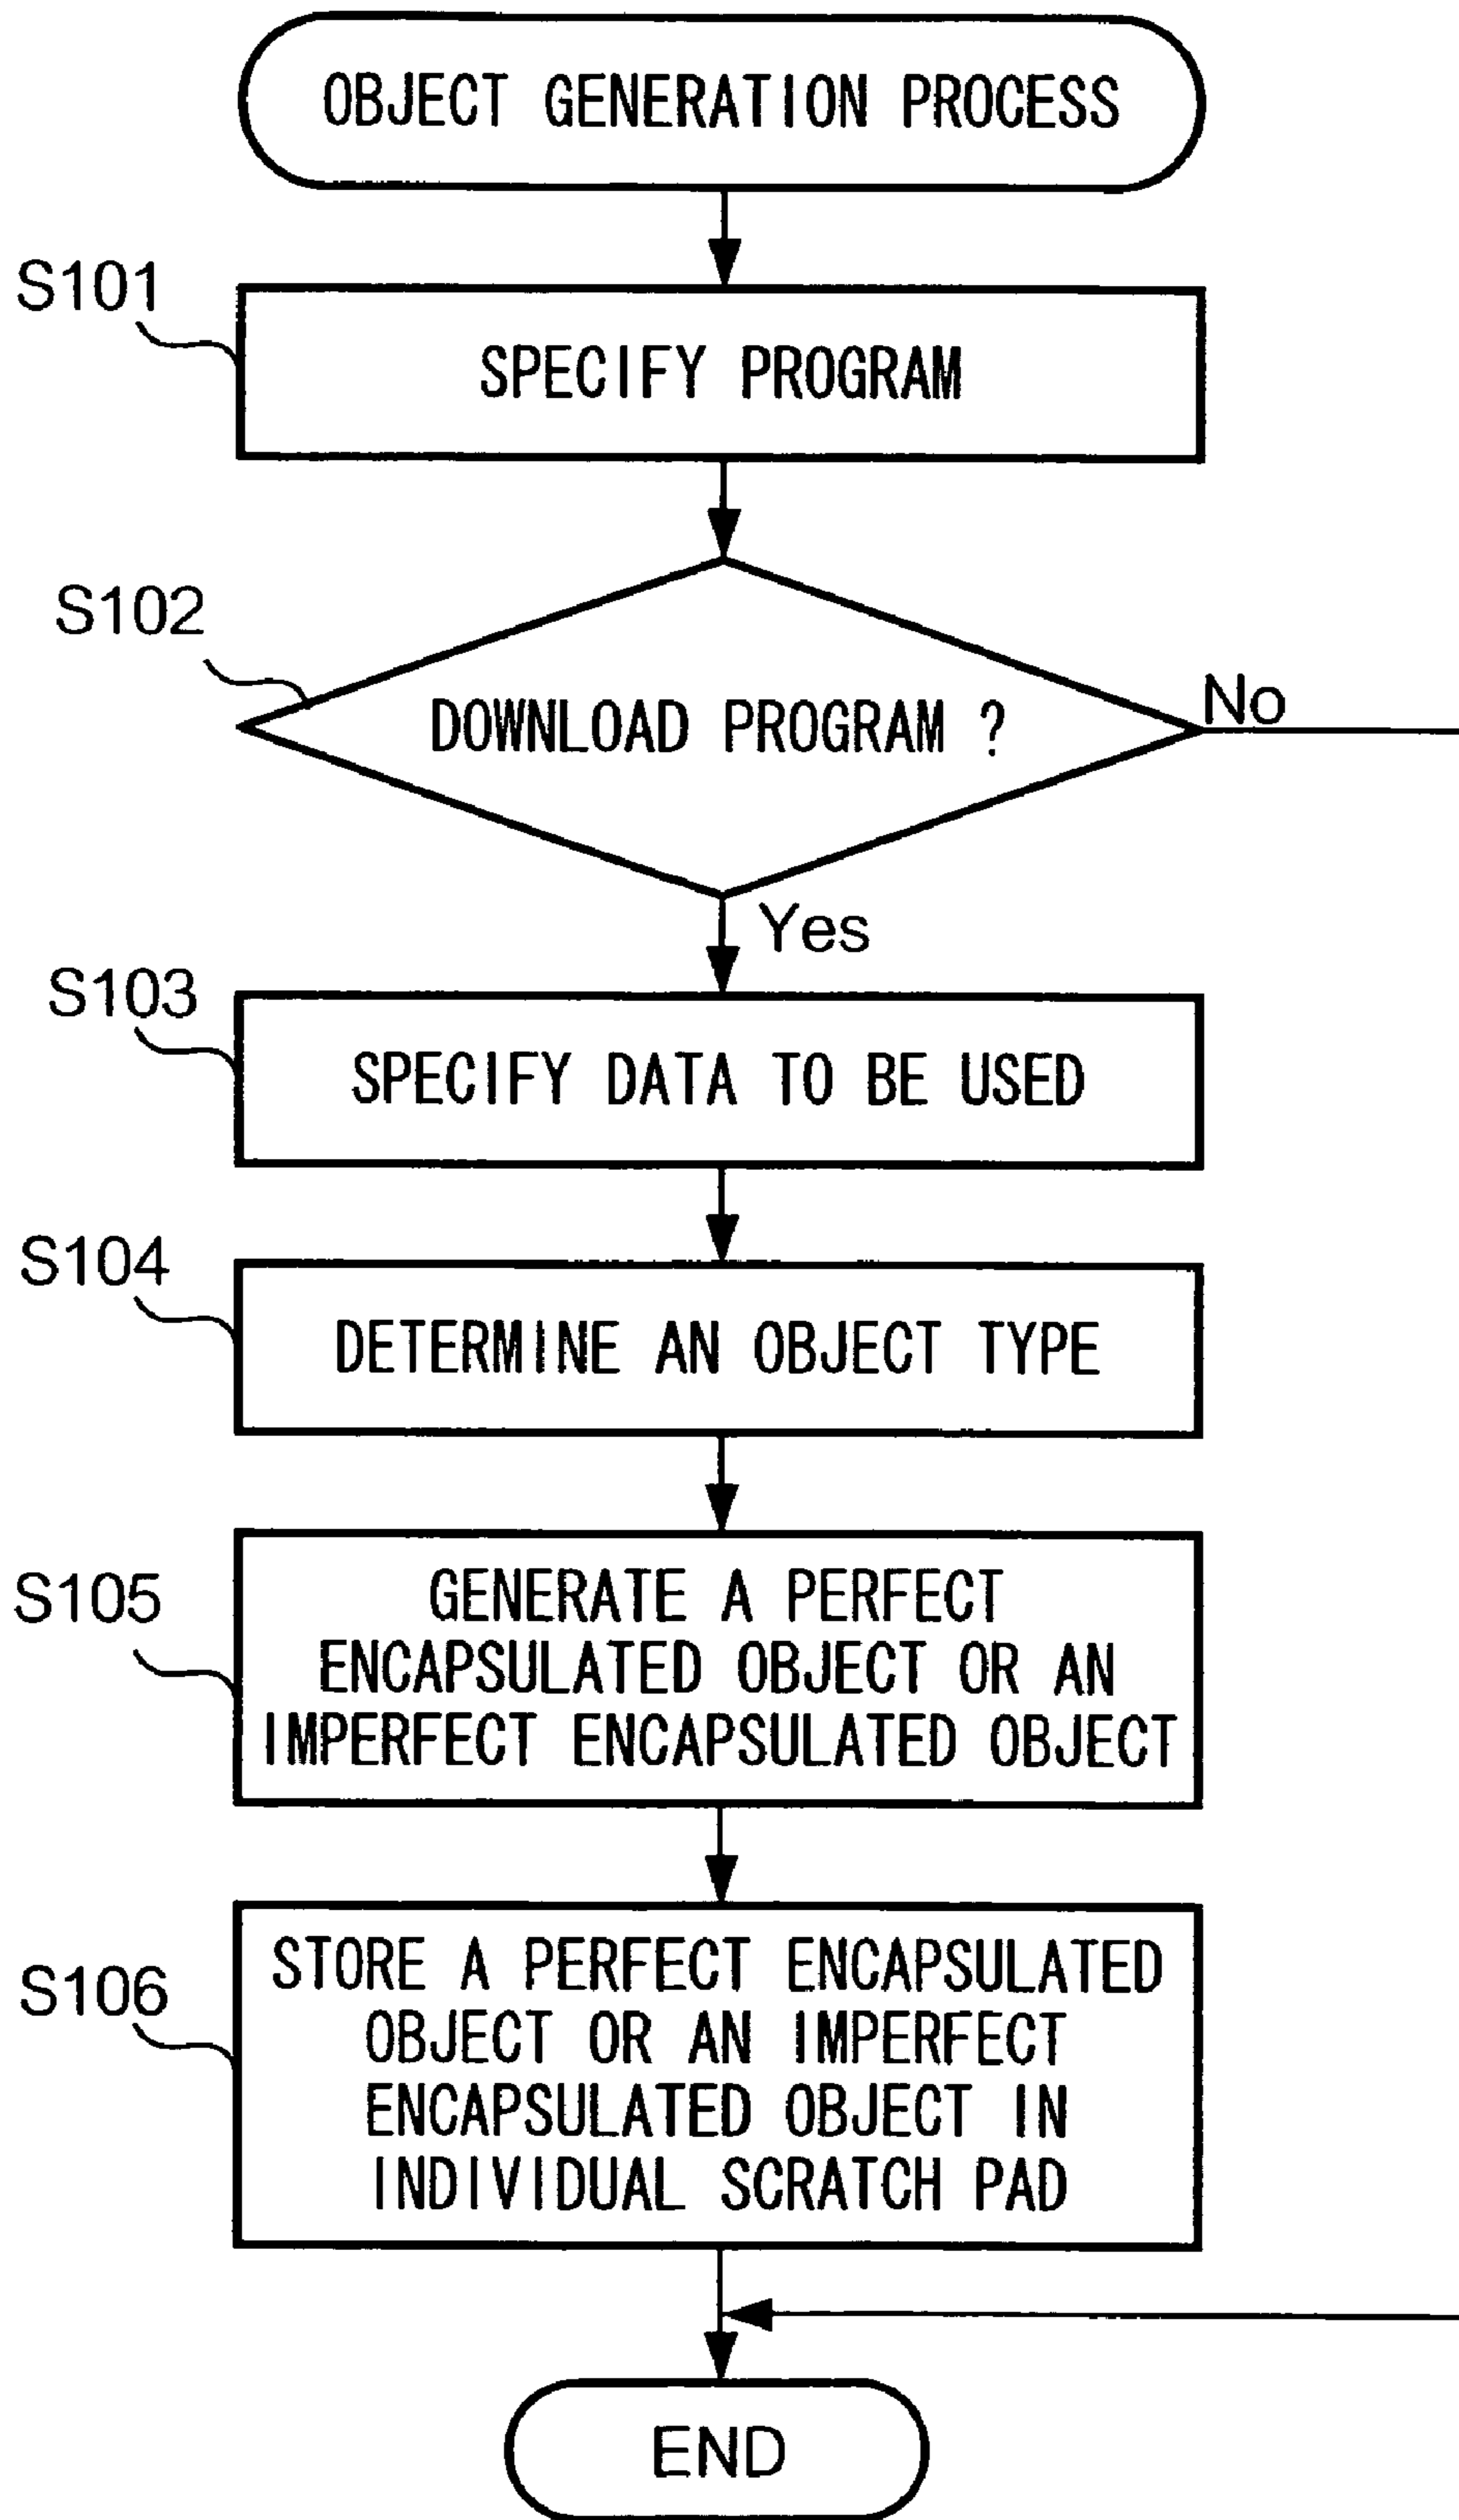 OBJECT GENERATION PROCESS
S101
SPECIFY PROGRAM
S102
DOWNLOAD PROGRAM ?
No
Yes
S103
SPECIFY DATA TO BE USED
S104
DETERMINE AN OBJECT TYPE
S105
GENERATE A PERFECT
ENCAPSULATED OBJECT OR AN
IMPERFECT ENCAPSULATED OBJECT
S106
STORE A PERFECT ENCAPSULATED
OBJECT OR AN IMPERFECT
ENCAPSULATED OBJECT IN
INDIVIDUAL SCRATCH PAD
END